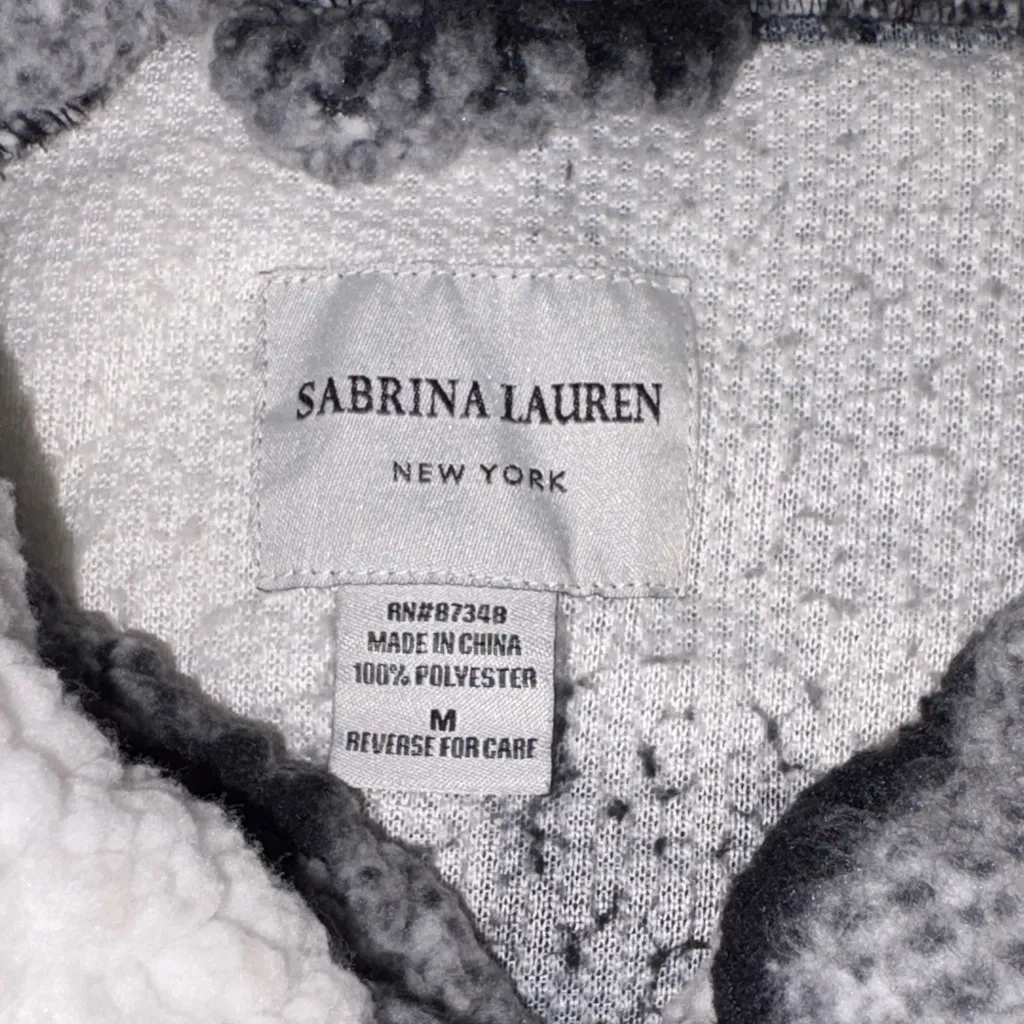 SABRINA LAUREN
NEW YORK
RN#87348
MADE IN CHINA
100% POLYESTER
M
REVERSE FOR CARE